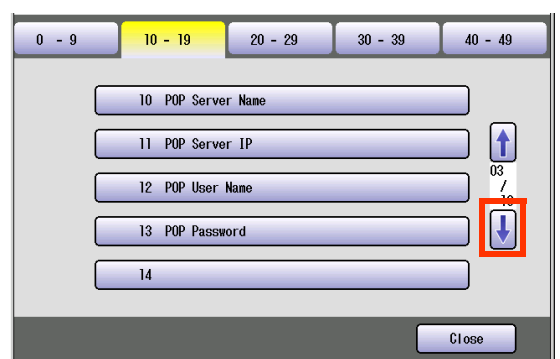 0 - 9
10 - 19
20 - 29
30 - 39
40 - 49
10 POP Server Name
11 POP Server IP
12 POP User Name
13 POP Password
14
03
/
10
Close